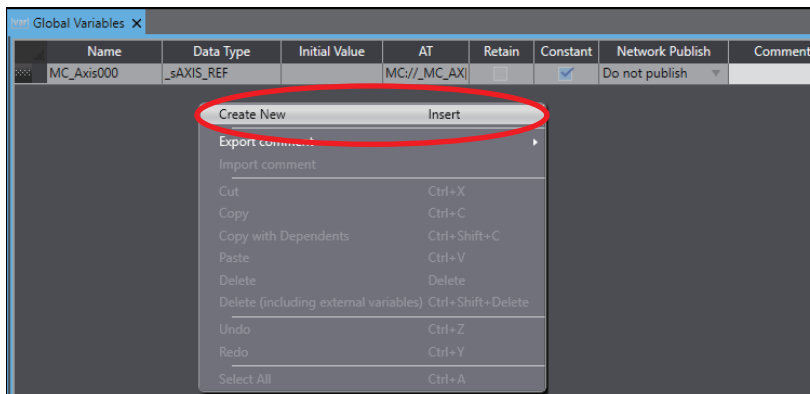 var Global Variables X
Name Data Type Initial Value AT Retain Constant Network Publish Comment
MC_Axis000 _sAXIS_REF MC://_MC_AX Do not publish
Create New Insert
Export comment
Import comment
Cut Ctrl+X
Copy Ctrl+C
Copy with Dependents Ctrl+Shift+C
Paste Ctrl+V
Delete Delete
Delete (including external variables) Ctrl+Shift+Delete
Undo Ctrl+Z
Redo Ctrl+Y
Select All Ctrl+A